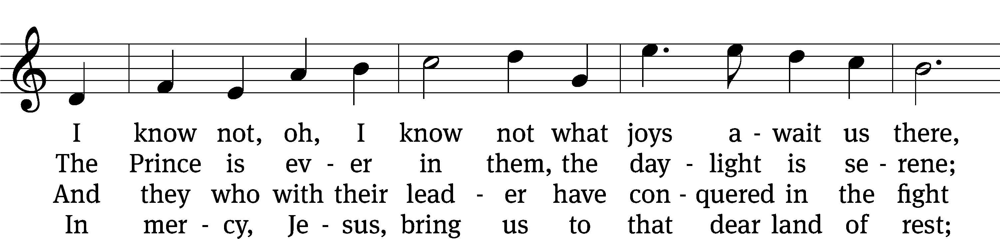 I know not, oh, I know not what joys a - wait us there,
The Prince is ev - er in them, the day - light is se - rene;
And they who with their lead - er have con - quered in the fight
In mer - cy, Je - sus, bring us to that dear land of rest;